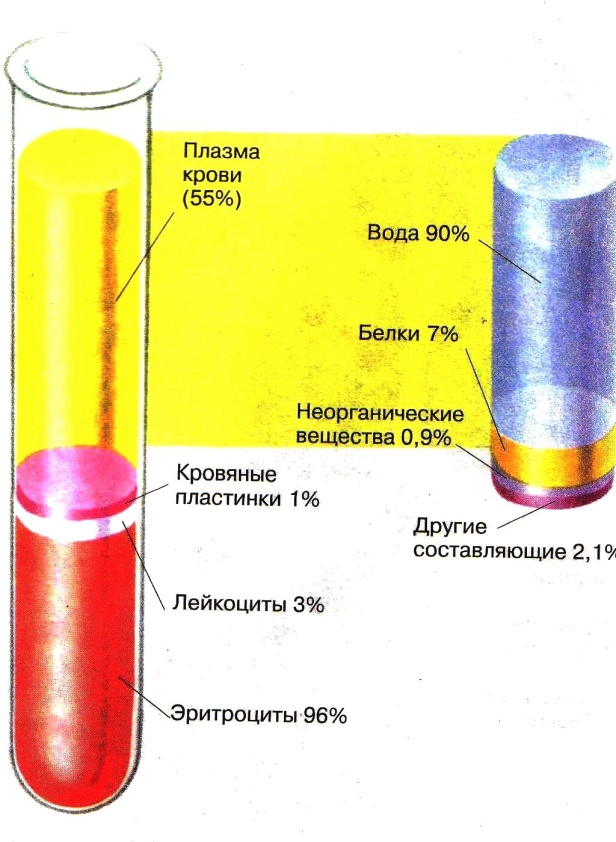 Плазма
крови
(55%)
Вода 90%
Белки 7%
Неорганические
вещества 0,9%
Кровяные
пластинки 1%
Другие
составляющие 2,1%
Лейкоциты 3%
Эритроциты 96%